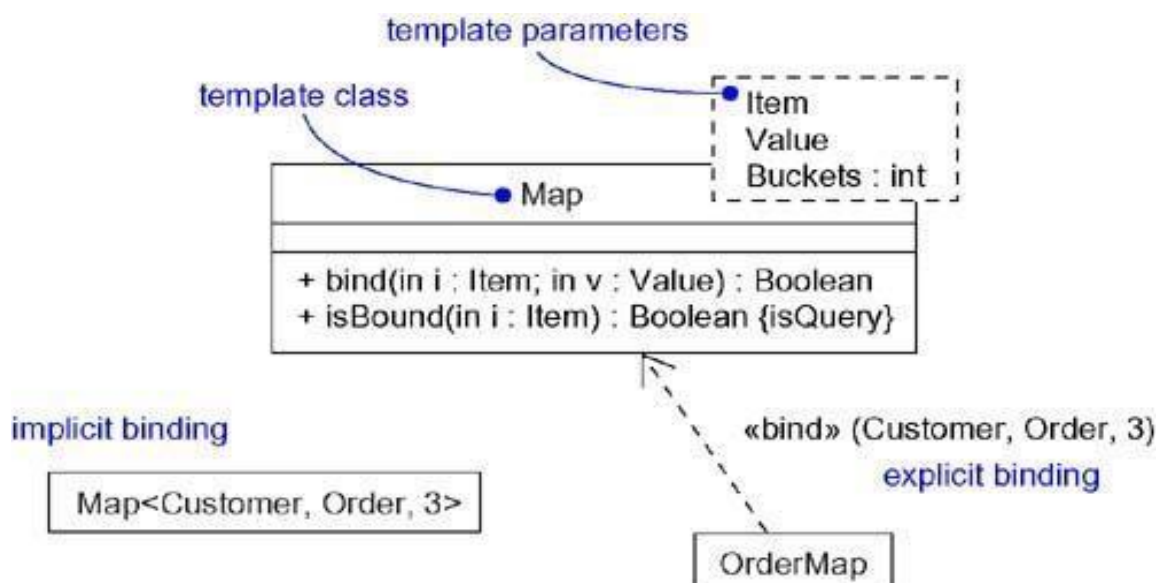 template parameters
template class
Item
Value
Buckets : int
Map
+ bind(in i : Item; in v : Value) : Boolean
+ isBound(in i : Item) : Boolean {isQuery}
implicit binding
«bind» (Customer, Order, 3)
explicit binding
Map<Customer, Order, 3>
OrderMap